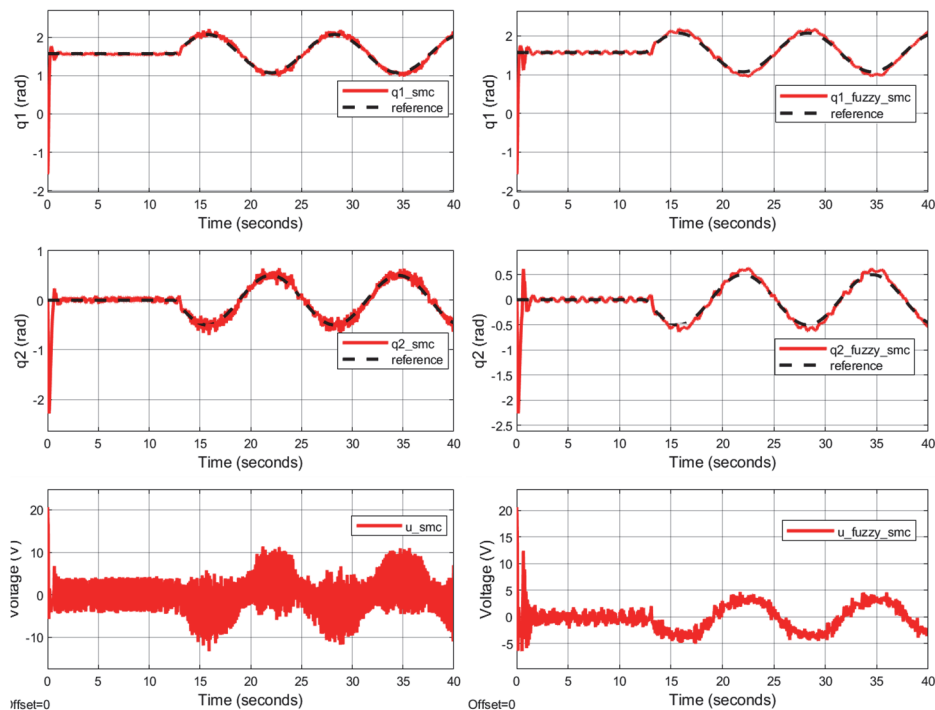 2
1
0
-1
-2
q1 (rad)
q1_smc
reference
0 5 10 15 20 25 30 35 40
Time (seconds)
2
1
0
-1
-2
q1 (rad)
q1_fuzzy_smc
reference
0 5 10 15 20 25 30 35 40
Time (seconds)
1
0
-1
-2
q2 (rad)
q2_smc
reference
0 5 10 15 20 25 30 35 40
Time (seconds)
0.5
0
-0.5
-1
-1.5
-2
-2.5
q2 (rad)
q2_fuzzy_smc
reference
0 5 10 15 20 25 30 35 40
Time (seconds)
20
10
0
-10
Voltage (V)
u_smc
0 5 10 15 20 25 30 35 40
Time (seconds)
Offset=0
20
15
10
5
0
-5
Voltage (V)
u_fuzzy_smc
0 5 10 15 20 25 30 35 40
Time (seconds)
Offset=0